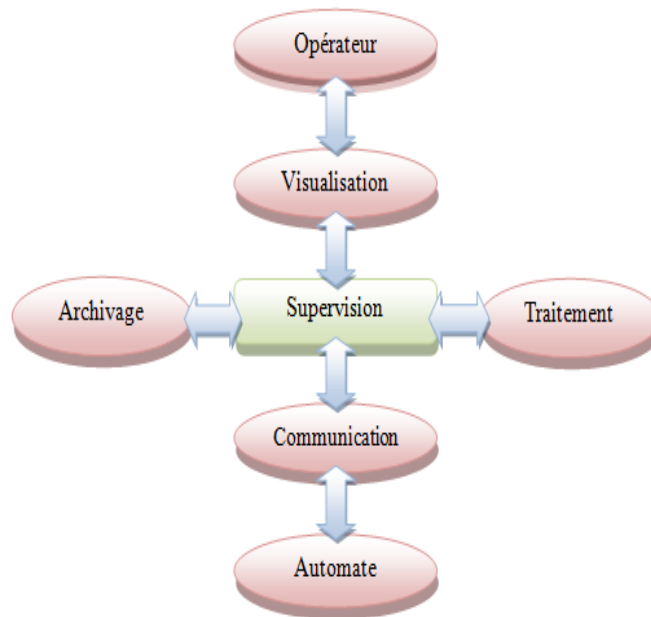 Opérateur
Visualisation
Archivage
Supervision
Traitement
Communication
Automate